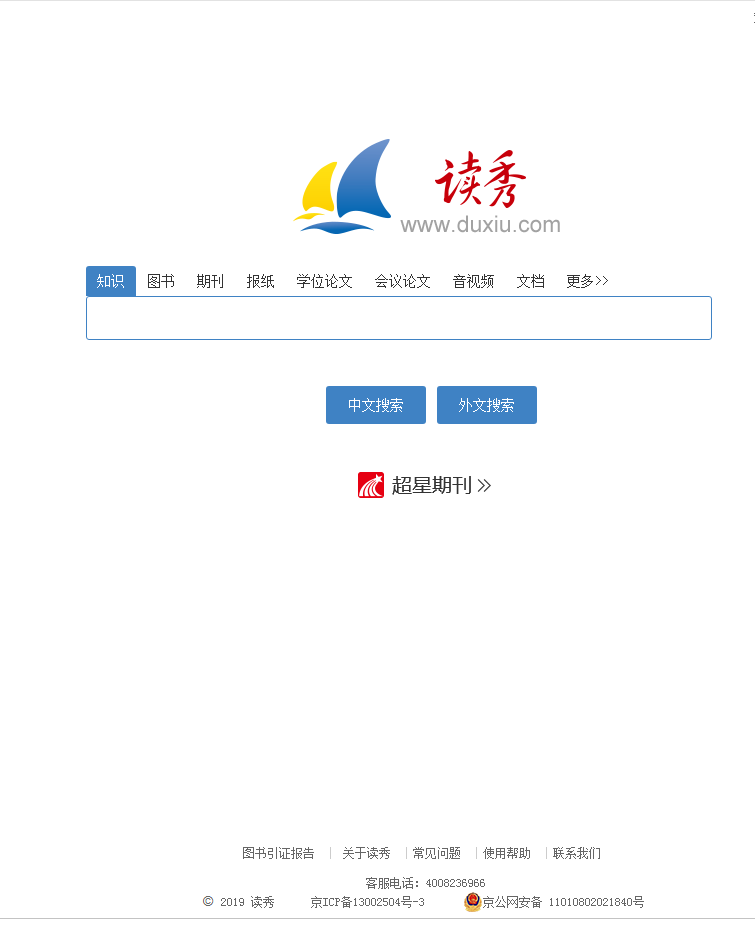 读秀
www.duxiu.com
知识 图书 期刊 报纸 学位论文 会议论文 音视频 文档 更多>>
中文搜索 外文搜索
超星期刊 >>
图书引证报告 | 关于读秀 | 常见问题 | 使用帮助 | 联系我们
客服电话: 4008236966
© 2019 读秀 京ICP备13002504号-3 京公网安备 11010802021840号